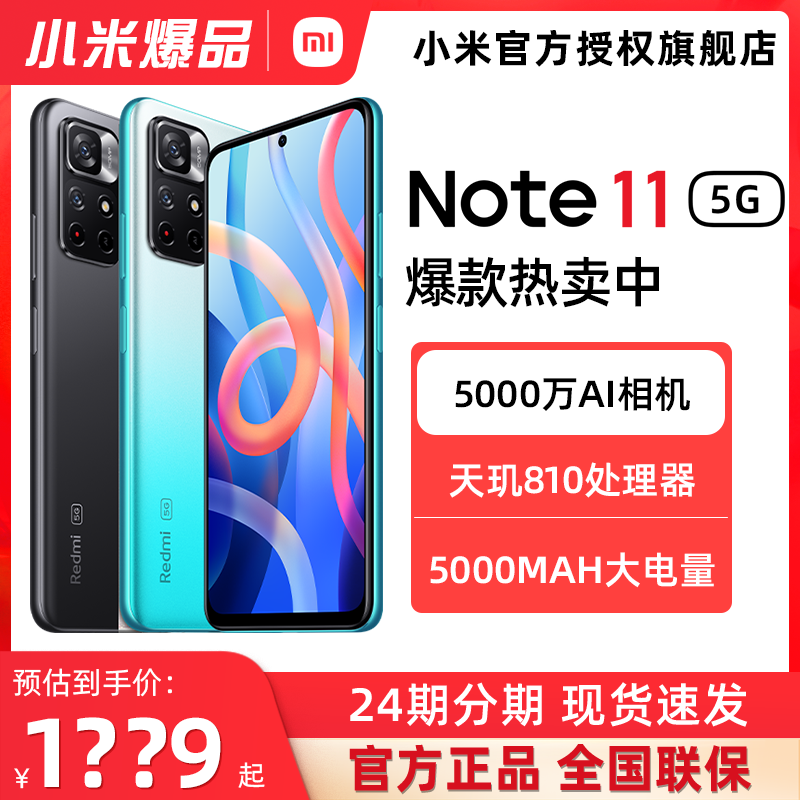 小米爆品
小米官方授权旗舰店
Note 11 5G
爆款热卖中
5000万AI相机
天玑810处理器
5000MAH大电量
Redmi 5G
Redmi 5G
预估到手价：
¥1??9起
24期分期 现货速发
官方正品 全国联保